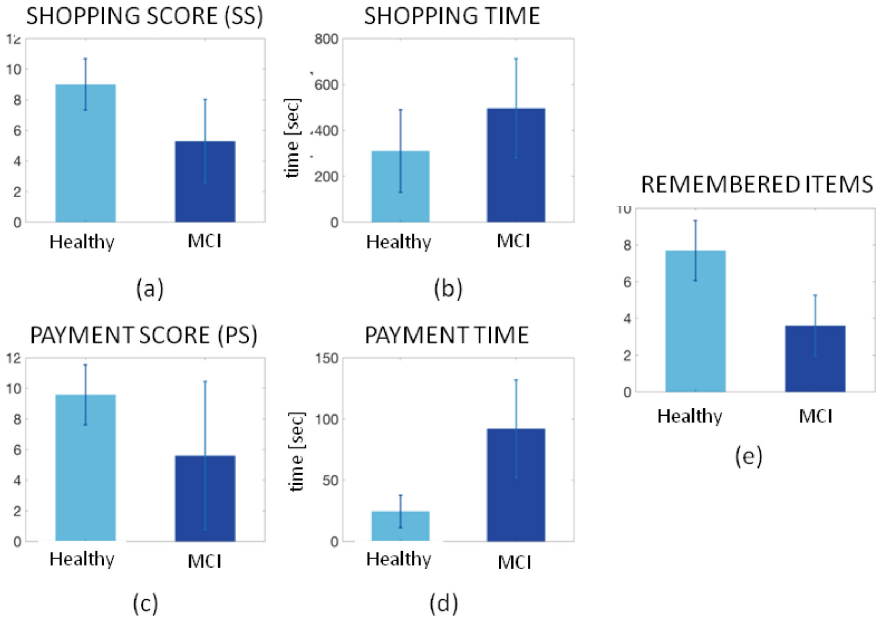 SHOPPING SCORE (SS)
12
10
8
6
4
2
0
Healthy MCI
(a)
SHOPPING TIME
time [sec]
800
600
400
200
0
Healthy MCI
(b)
PAYMENT SCORE (PS)
12
10
8
6
4
2
0
Healthy MCI
(c)
PAYMENT TIME
time [sec]
150
100
50
0
Healthy MCI
(d)
REMEMBERED ITEMS
10
8
6
4
2
0
Healthy MCI
(e)